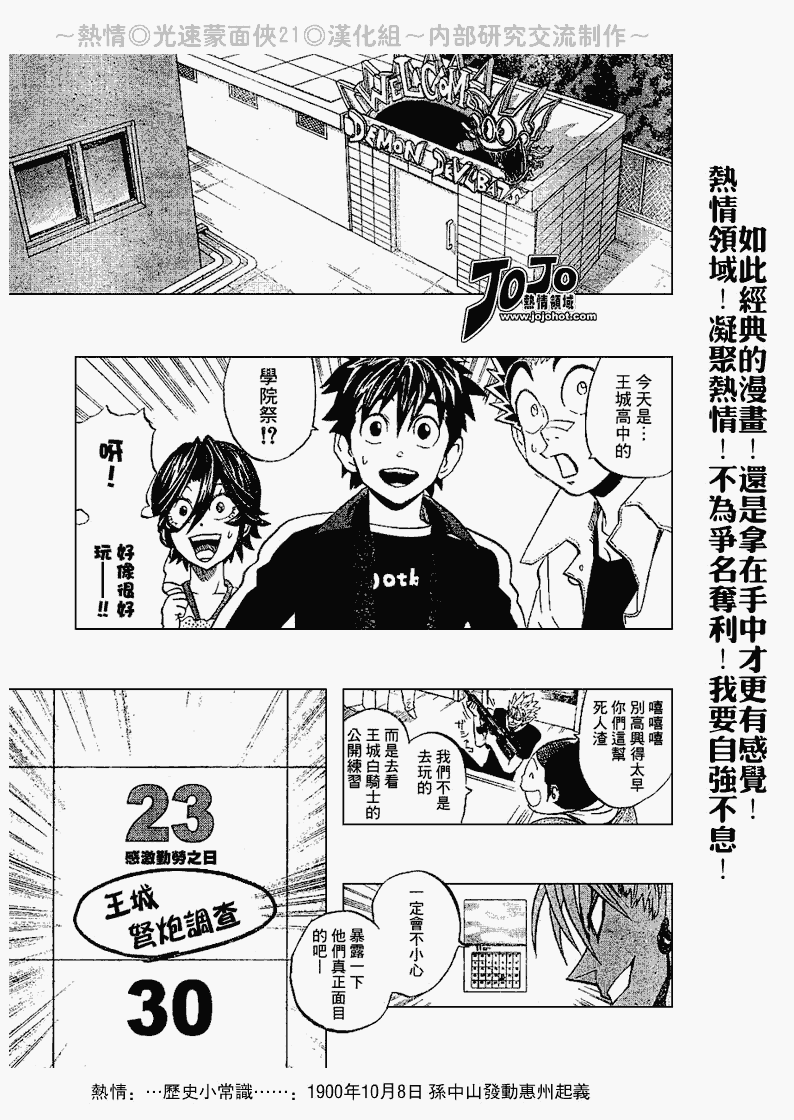 ～熱情◎光速蒙面俠21◎漢化組～內部研究交流制作～
WELCOME
DEMON DEVILBATS
JOJO
熱情領域
www.jojohot.com
如此經典的漫畫！還是拿在手中才更有感覺！
熱情領域！凝聚熱情！不為爭名奪利！我要自強不息！
今天是…
王城高中的
學院祭!?
呀！
好像很好
玩——!!
嘻嘻嘻
別高興得太早
你們這幫
死人渣
我們不是
去玩的
而是去看
王城白騎士的
公開練習
23
感激勤勞之日
王城
弩炮調查
30
一定會不小心
暴露一下
他們真正面目
的吧—
熱情：…歷史小常識……：1900年10月8日 孫中山發動惠州起義